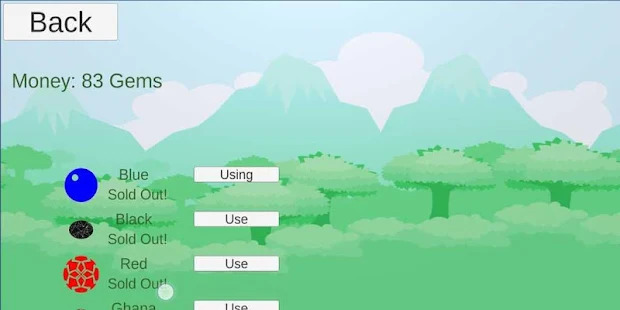 Back
Money: 83 Gems
Blue
Using
Sold Out!
Black
Use
Sold Out!
Red
Use
Sold Out!
Ghana
Use